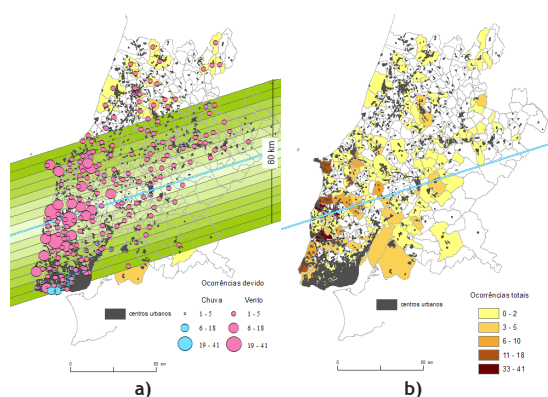 80 km
Ocorrências devido
Chuva Vento
centros urbanos
1 - 5 1 - 5
6 - 18 6 - 18
19 - 41 19 - 41
0 50 km
a)
centros urbanos
Ocorrências totais
0 - 2
3 - 5
6 - 10
11 - 18
33 - 41
0 50 km
b)